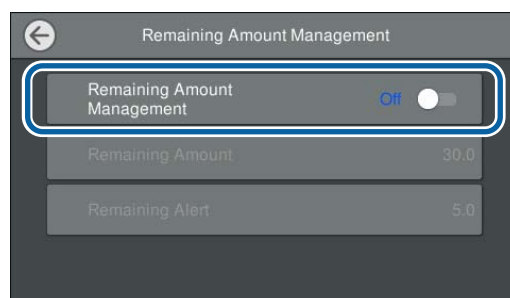 Remaining Amount Management
Remaining Amount
Management
Off
Remaining Amount
30.0
Remaining Alert
5.0